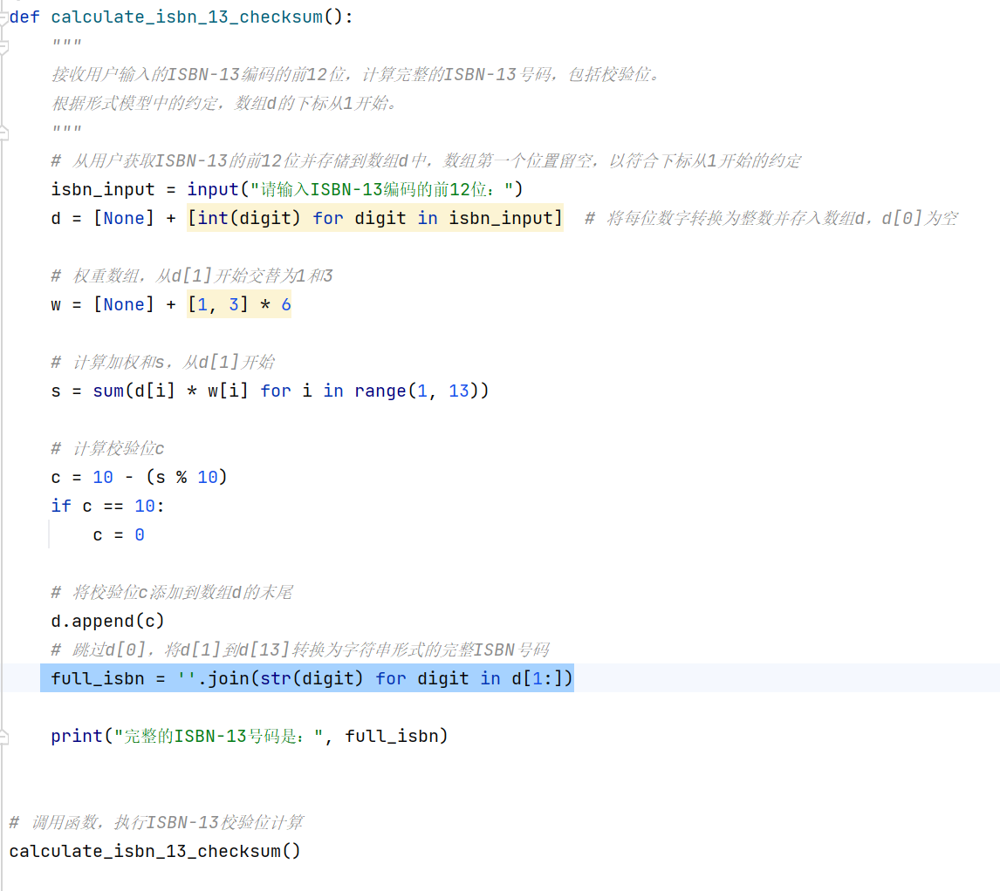 def calculate_isbn_13_checksum():
    """
    接收用户输入的ISBN-13编码的前12位，计算完整的ISBN-13号码，包括校验位。
    根据形式模型中的约定，数组d的下标从1开始。
    """
    # 从用户获取ISBN-13的前12位并存储到数组d中，数组第一个位置留空，以符合下标从1开始的约定
    isbn_input = input("请输入ISBN-13编码的前12位：")
    d = [None] + [int(digit) for digit in isbn_input]  # 将每位数字转换为整数并存入数组d，d[0]为空
    # 权重数组，从d[1]开始交替为1和3
    w = [None] + [1, 3] * 6
    # 计算加权和s，从d[1]开始
    s = sum(d[i] * w[i] for i in range(1, 13))
    # 计算校验位c
    c = 10 - (s % 10)
    if c == 10:
        c = 0
    # 将校验位c添加到数组d的末尾
    d.append(c)
    # 跳过d[0]，将d[1]到d[13]转换为字符串形式的完整ISBN号码
    full_isbn = ''.join(str(digit) for digit in d[1:])
    print("完整的ISBN-13号码是：", full_isbn)
# 调用函数，执行ISBN-13校验位计算
calculate_isbn_13_checksum()